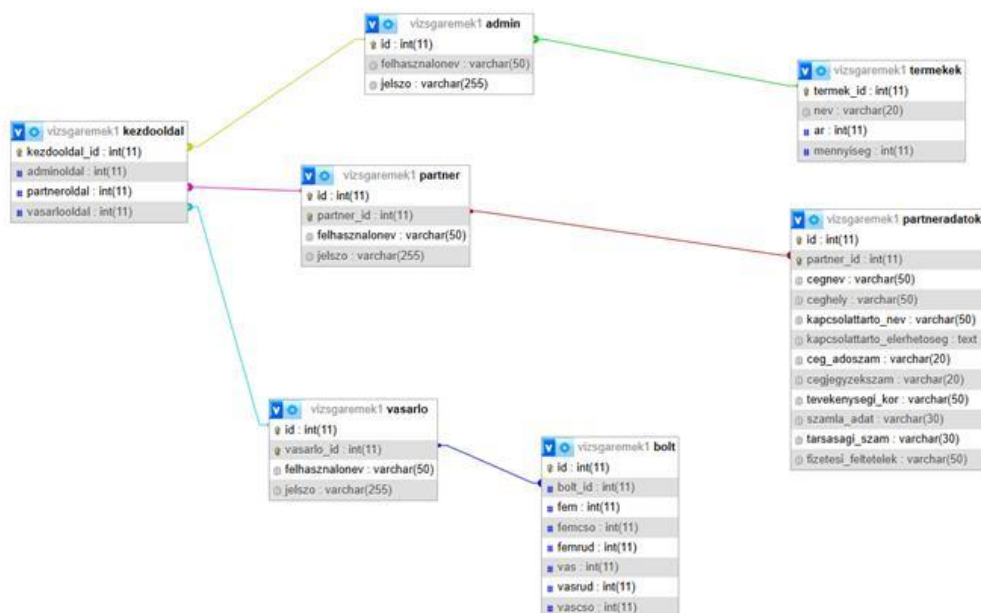 vizsgaremek1 admin
id : int(11)
felhasznalonev : varchar(50)
jelszo : varchar(255)
vizsgaremek1 termekek
termek_id : int(11)
nev : varchar(20)
ar : int(11)
mennyiseg : int(11)
vizsgaremek1 kezdooldal
kezdooldal_id : int(11)
adminoldal : int(11)
partneroldal : int(11)
vasarlooldal : int(11)
vizsgaremek1 partner
id : int(11)
partner_id : int(11)
felhasznalonev : varchar(50)
jelszo : varchar(255)
vizsgaremek1 partneradatok
id : int(11)
partner_id : int(11)
cegnev : varchar(50)
ceghely : varchar(50)
kapcsolattarto_nev : varchar(50)
kapcsolattarto_elerhetoseg : text
ceg_adoszam : varchar(20)
cegjegyzekszam : varchar(20)
tevekenysegi_kor : varchar(50)
szamla_adat : varchar(30)
tarsasagi_szam : varchar(30)
fizetesi_feltetelek : varchar(50)
vizsgaremek1 vasarlo
id : int(11)
vasarlo_id : int(11)
felhasznalonev : varchar(50)
jelszo : varchar(255)
vizsgaremek1 bolt
id : int(11)
bolt_id : int(11)
fem : int(11)
femcso : int(11)
femrud : int(11)
vas : int(11)
vasrud : int(11)
vascso : int(11)